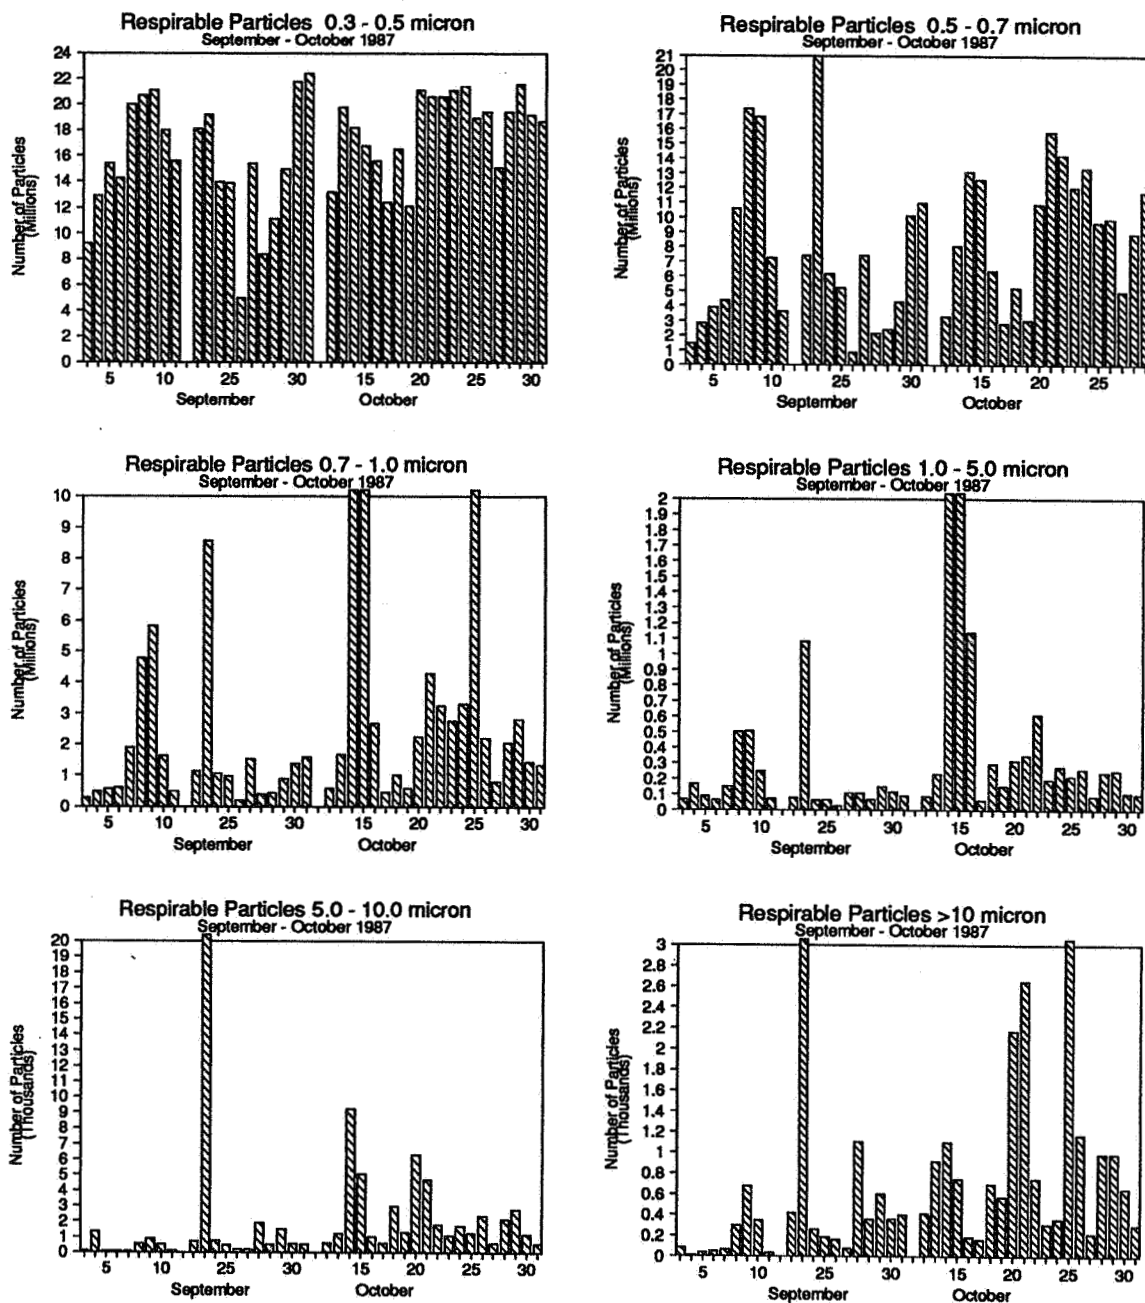 Respirable Particles 0.3 - 0.5 micron
September - October 1987
24
22
20
18
16
14
12
10
8
6
4
2
0
Number of Particles
(Millions)
5 10 25 30 15 20 25 30
September October
Respirable Particles 0.5 - 0.7 micron
September - October 1987
21
20
19
18
17
16
15
14
13
12
11
10
9
8
7
6
5
4
3
2
1
0
Number of Particles
(Millions)
5 10 25 30 15 20 25
September October
Respirable Particles 0.7 - 1.0 micron
September - October 1987
10
9
8
7
6
5
4
3
2
1
0
Number of Particles
(Millions)
5 10 25 30 15 20 25 30
September October
Respirable Particles 1.0 - 5.0 micron
September - October 1987
2
1.9
1.8
1.7
1.6
1.5
1.4
1.3
1.2
1.1
1
0.9
0.8
0.7
0.6
0.5
0.4
0.3
0.2
0.1
0
Number of Particles
(Millions)
5 10 25 30 15 20 25 30
September October
Respirable Particles 5.0 - 10.0 micron
September - October 1987
20
19
18
17
16
15
14
13
12
11
10
9
8
7
6
5
4
3
2
1
0
Number of Particles
(Thousands)
5 10 25 30 15 20 25 30
September October
Respirable Particles >10 micron
September - October 1987
3
2.8
2.6
2.4
2.2
2
1.8
1.6
1.4
1.2
1
0.8
0.6
0.4
0.2
0
Number of Particles
(Thousands)
5 10 25 30 15 20 25 30
September October